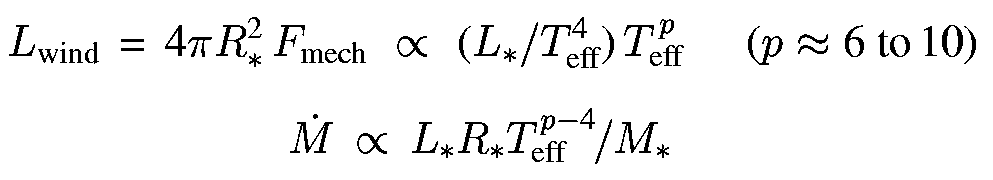 L_wind = 4πR_*^2 F_mech ∝ (L_*/T_eff^4) T_eff^p (p ≈ 6 to 10)
Ṁ ∝ L_*R_*T_eff^{p−4}/M_*